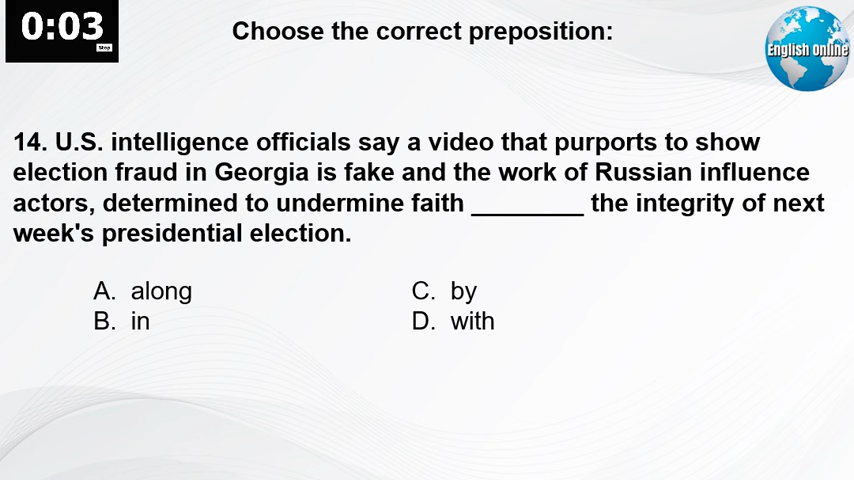 0:03
Stop
Choose the correct preposition:
English Online
14. U.S. intelligence officials say a video that purports to show
election fraud in Georgia is fake and the work of Russian influence
actors, determined to undermine faith ________ the integrity of next
week's presidential election.
A. along
B. in
C. by
D. with